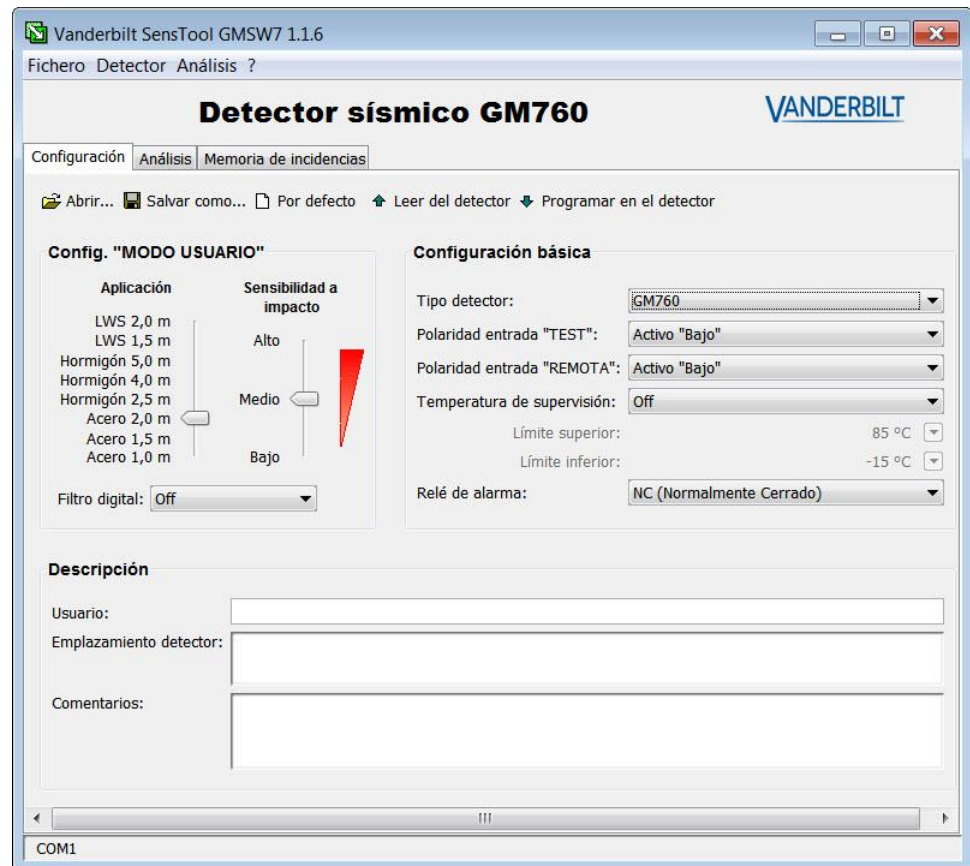 Vanderbilt SensTool GMSW7 1.1.6
Fichero Detector Análisis ?
Detector sísmico GM760
VANDERBILT
Configuración Análisis Memoria de incidencias
Abrir... Salvar como... Por defecto Leer del detector Programar en el detector
Config. "MODO USUARIO"
Aplicación
LWS 2,0 m
LWS 1,5 m
Hormigón 5,0 m
Hormigón 4,0 m
Hormigón 2,5 m
Acero 2,0 m
Acero 1,5 m
Acero 1,0 m
Sensibilidad a
impacto
Alto
Medio
Bajo
Filtro digital: Off
Configuración básica
Tipo detector: GM760
Polaridad entrada "TEST": Activo "Bajo"
Polaridad entrada "REMOTA": Activo "Bajo"
Temperatura de supervisión: Off
Límite superior: 85 ºC
Límite inferior: -15 ºC
Relé de alarma: NC (Normalmente Cerrado)
Descripción
Usuario:
Emplazamiento detector:
Comentarios:
COM1